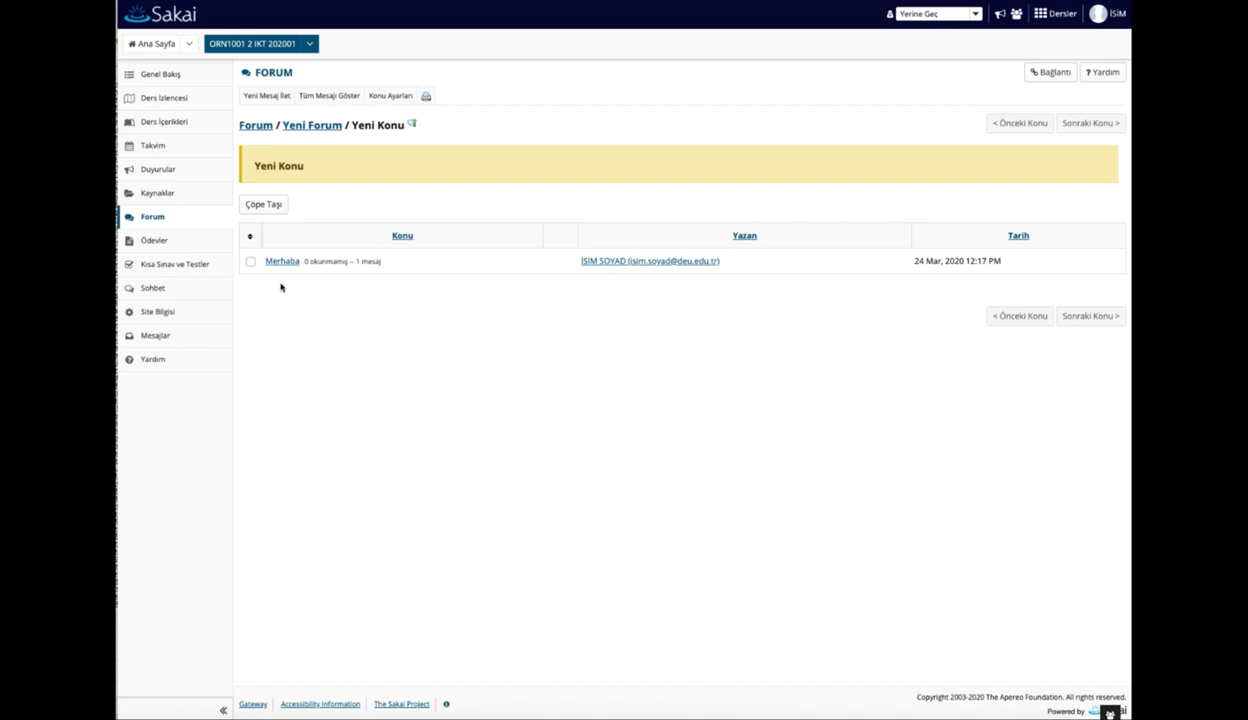 Sakai
Yerine Geç
Dersler
İSİM
Ana Sayfa
ORN1001 2 IKT 202001
Genel Bakış
Ders İzlencesi
Ders İçerikleri
Takvim
Duyurular
Kaynaklar
Forum
Ödevler
Kısa Sınav ve Testler
Sohbet
Site Bilgisi
Mesajlar
Yardım
FORUM
Bağlantı
? Yardım
Yeni Mesaj İlet
Tüm Mesajı Göster
Konu Ayarları
Forum / Yeni Forum / Yeni Konu
< Önceki Konu
Sonraki Konu >
Yeni Konu
Çöpe Taşı
Konu
Yazan
Tarih
Merhaba 0 okunmamış -- 1 mesaj
İSİM SOYAD (isim.soyad@deu.edu.tr)
24 Mar, 2020 12:17 PM
< Önceki Konu
Sonraki Konu >
Gateway
Accessibility Information
The Sakai Project
Copyright 2003-2020 The Apereo Foundation. All rights reserved.
Powered by